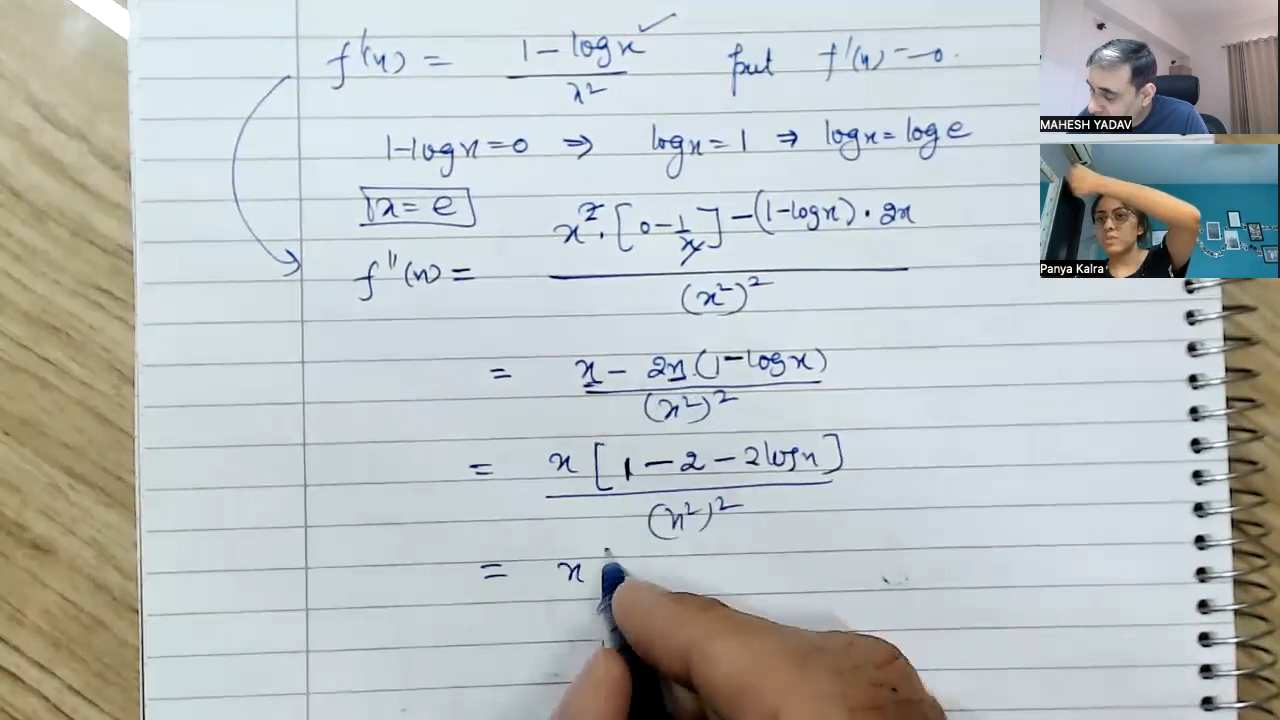 f'(x) = (1 - log x)/x² put f'(x) = 0.
1 - log x = 0 ⇒ log x = 1 ⇒ log x = log e
x = e
f''(x) = (x² · [0 - 1/x] - (1 - log x) · 2x)/(x²)²
= (x - 2x(1 - log x))/(x²)²
= (x [1 - 2 - 2 log x])/(x²)²
= x
MAHESH YADAV
Panya Kalra